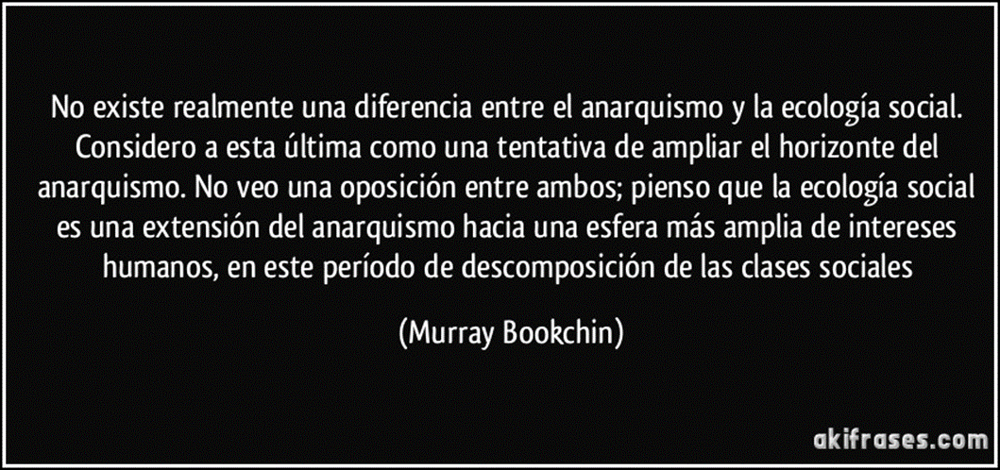 No existe realmente una diferencia entre el anarquismo y la ecología social.
Considero a esta última como una tentativa de ampliar el horizonte del
anarquismo. No veo una oposición entre ambos; pienso que la ecología social
es una extensión del anarquismo hacia una esfera más amplia de intereses
humanos, en este período de descomposición de las clases sociales
(Murray Bookchin)
akifrases.com